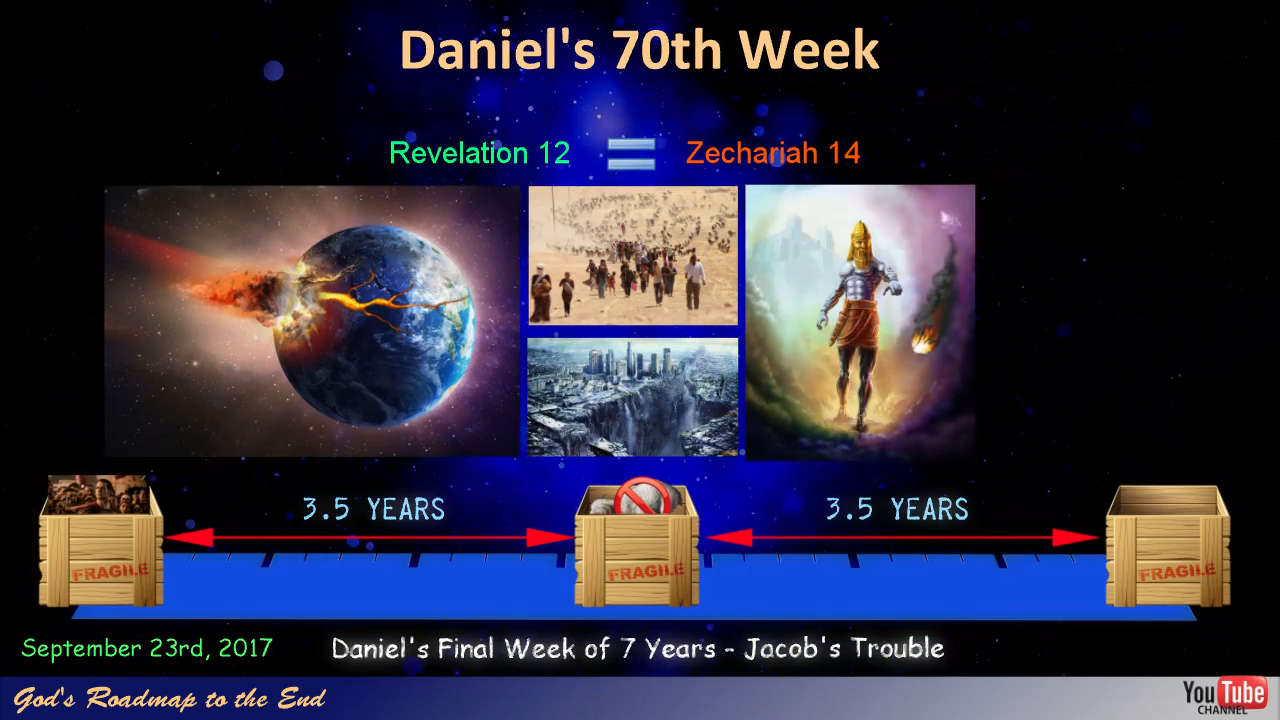 Daniel's 70th Week
Revelation 12 = Zechariah 14
3.5 YEARS 3.5 YEARS
FRAGILE FRAGILE FRAGILE
September 23rd, 2017 Daniel's Final Week of 7 Years - Jacob's Trouble
God's Roadmap to the End
YouTube
CHANNEL